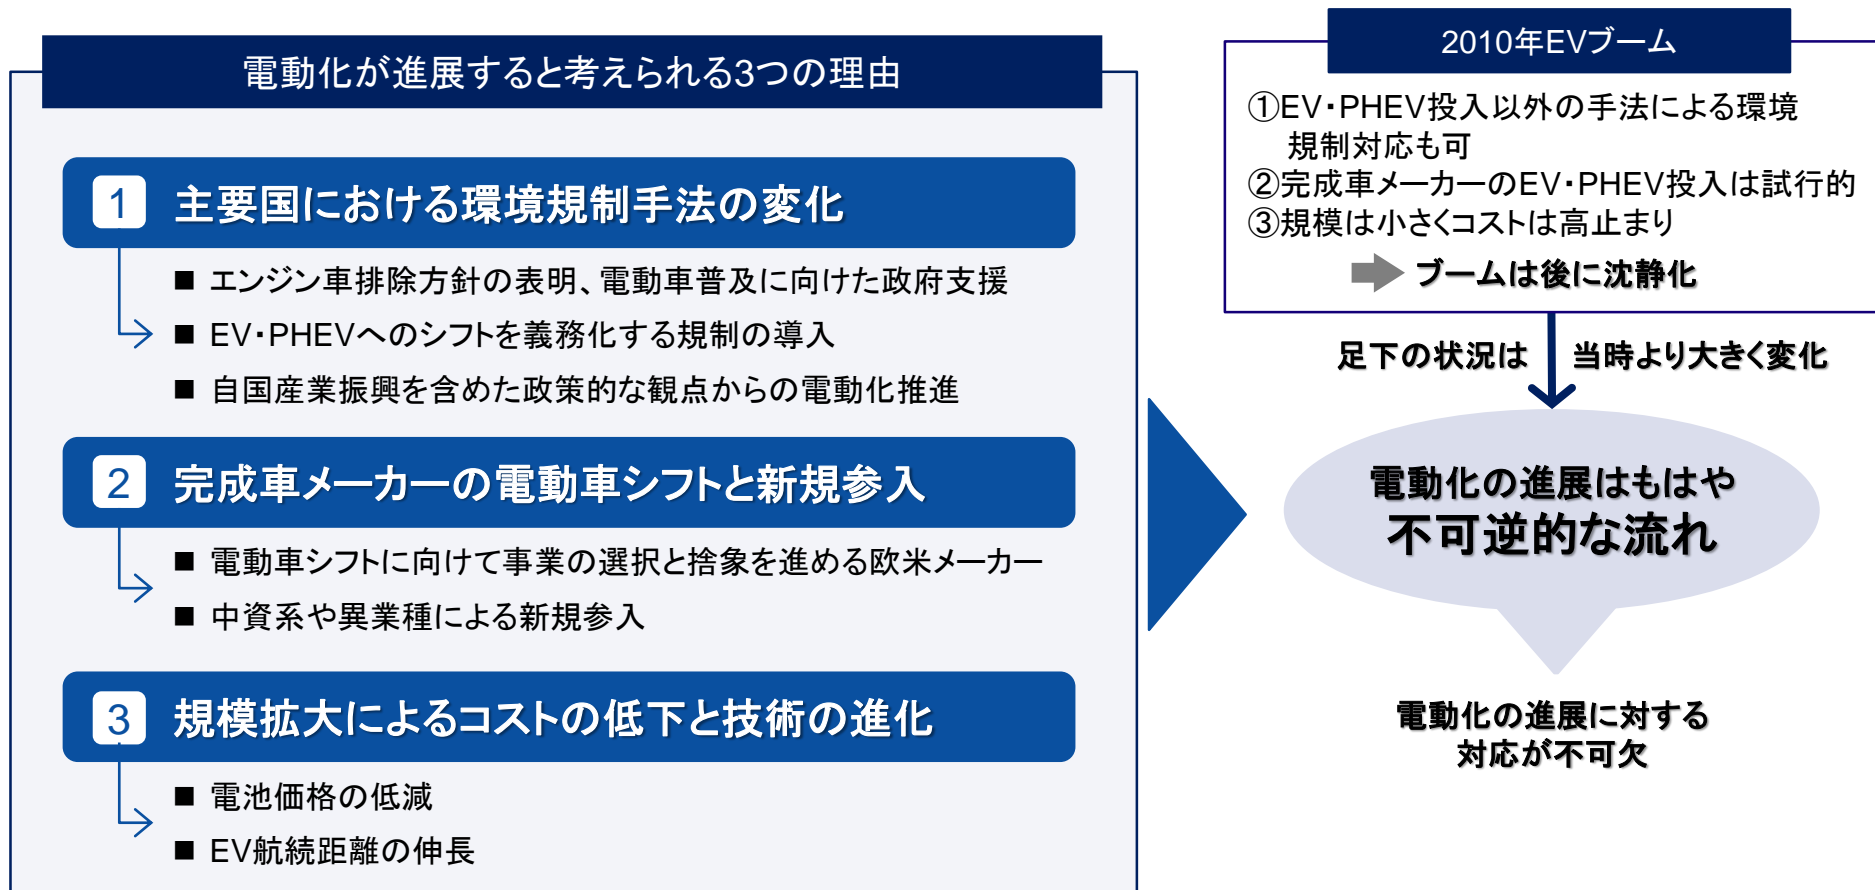 電動化が進展すると考えられる3つの理由
1 主要国における環境規制手法の変化
■ エンジン車排除方針の表明、電動車普及に向けた政府支援
■ EV・PHEVへのシフトを義務化する規制の導入
■ 自国産業振興を含めた政策的な観点からの電動化推進
2 完成車メーカーの電動車シフトと新規参入
■ 電動車シフトに向けて事業の選択と捨象を進める欧米メーカー
■ 中資系や異業種による新規参入
3 規模拡大によるコストの低下と技術の進化
■ 電池価格の低減
■ EV航続距離の伸長
2010年EVブーム
①EV・PHEV投入以外の手法による環境
規制対応も可
②完成車メーカーのEV・PHEV投入は試行的
③規模は小さくコストは高止まり
ブームは後に沈静化
足下の状況は 当時より大きく変化
電動化の進展はもはや
不可逆的な流れ
電動化の進展に対する
対応が不可欠